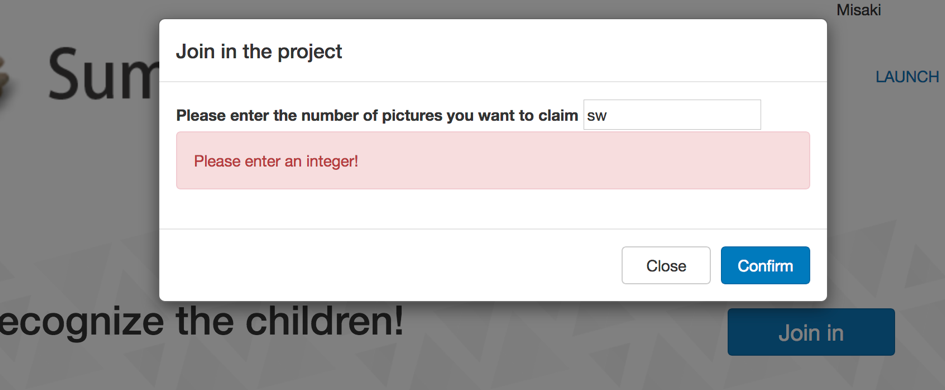 Misaki
Join in the project
Sum
LAUNCH
Please enter the number of pictures you want to claim sw
Please enter an integer!
Close Confirm
ecognize the children!
Join in